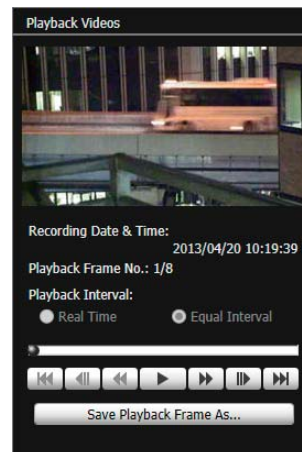 Playback Videos
Recording Date & Time:
2013/04/20 10:19:39
Playback Frame No.: 1/8
Playback Interval:
Real Time
Equal Interval
Save Playback Frame As...